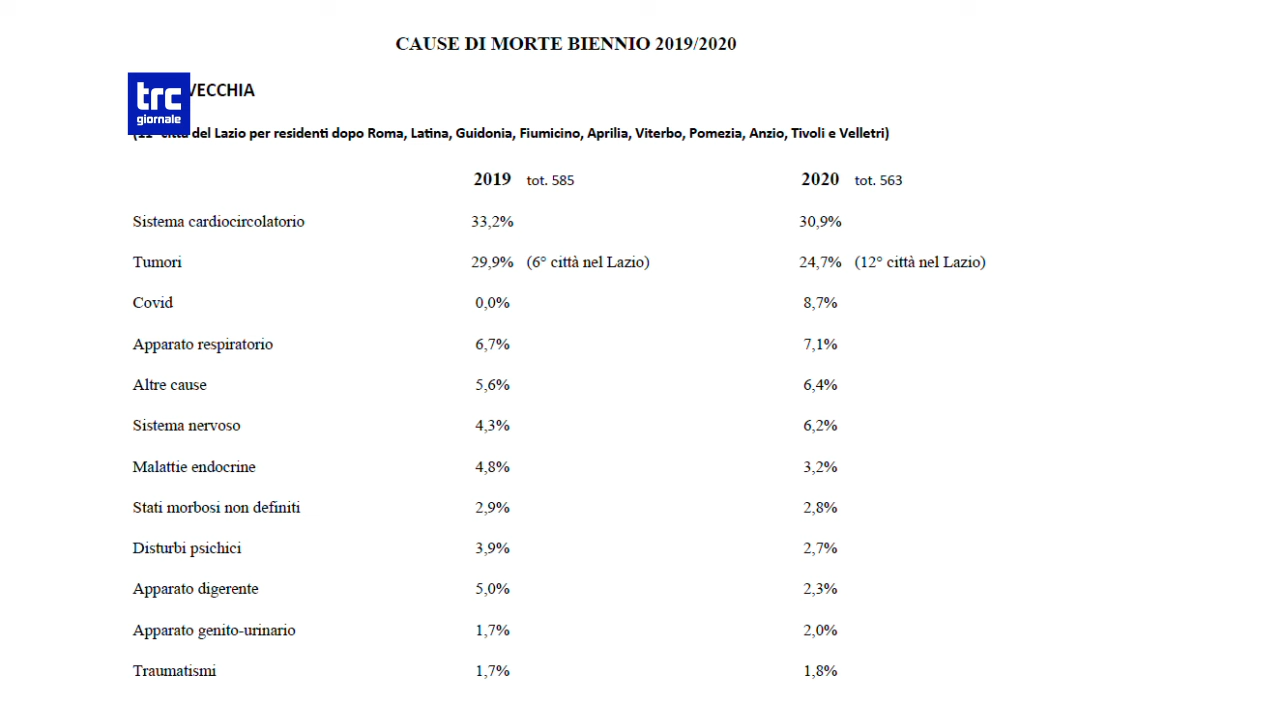 CAUSE DI MORTE BIENNIO 2019/2020
trc
giornale
VECCHIA
del Lazio per residenti dopo Roma, Latina, Guidonia, Fiumicino, Aprilia, Viterbo, Pomezia, Anzio, Tivoli e Velletri)
2019 tot. 585 2020 tot. 563
Sistema cardiocircolatorio 33,2% 30,9%
Tumori 29,9% (6° città nel Lazio) 24,7% (12° città nel Lazio)
Covid 0,0% 8,7%
Apparato respiratorio 6,7% 7,1%
Altre cause 5,6% 6,4%
Sistema nervoso 4,3% 6,2%
Malattie endocrine 4,8% 3,2%
Stati morbosi non definiti 2,9% 2,8%
Disturbi psichici 3,9% 2,7%
Apparato digerente 5,0% 2,3%
Apparato genito-urinario 1,7% 2,0%
Traumatismi 1,7% 1,8%